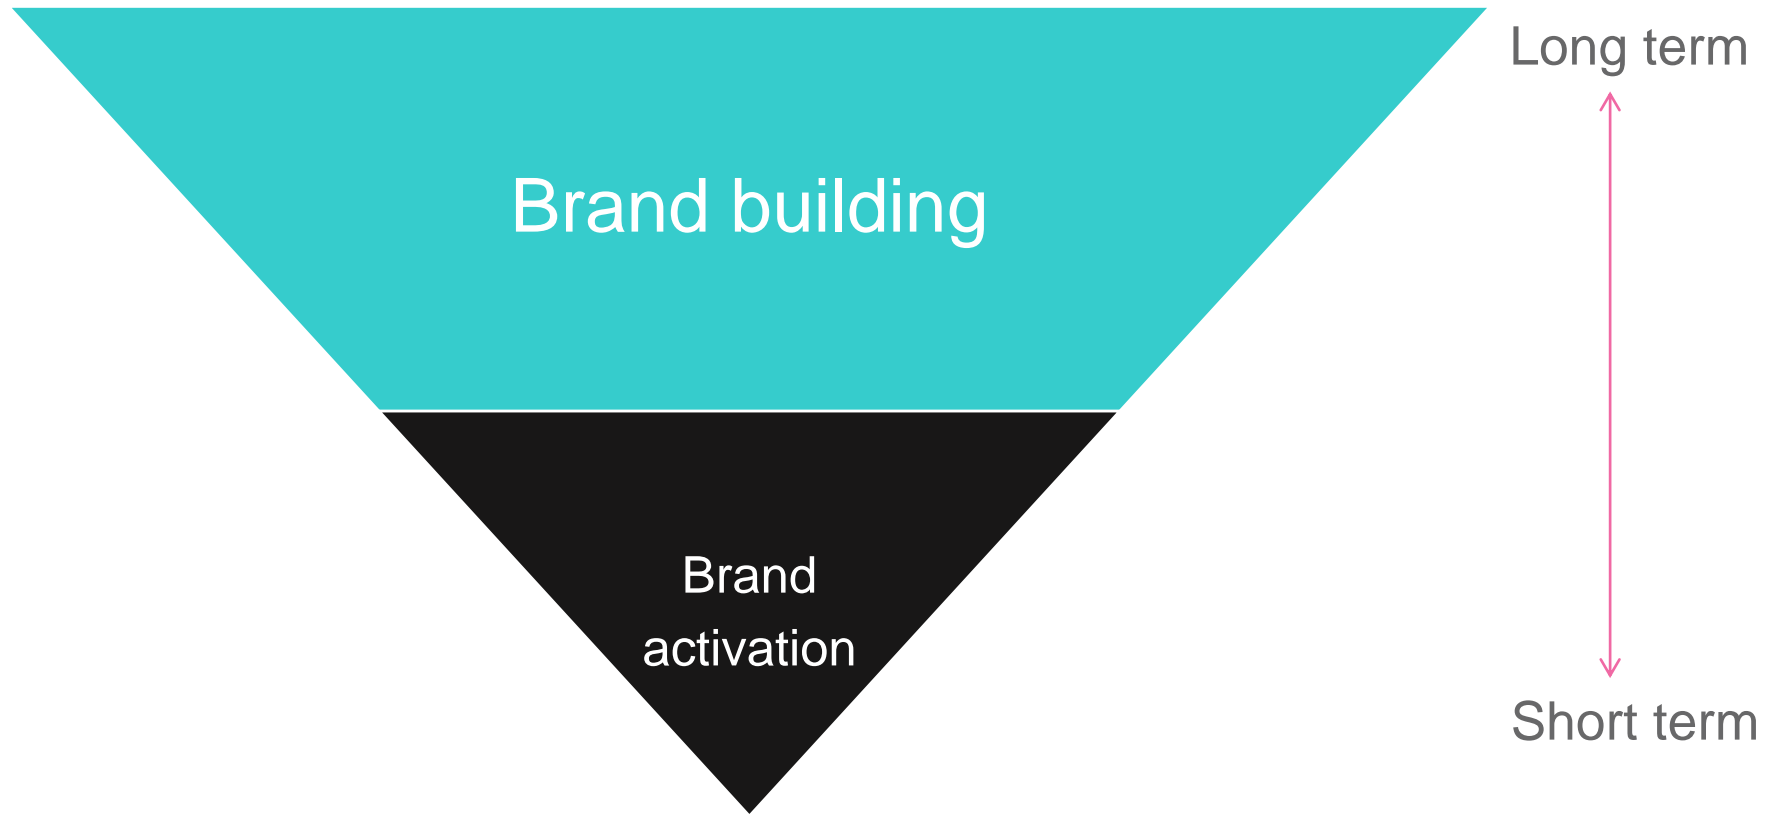 Long term
Brand building
Brand
activation
Short term